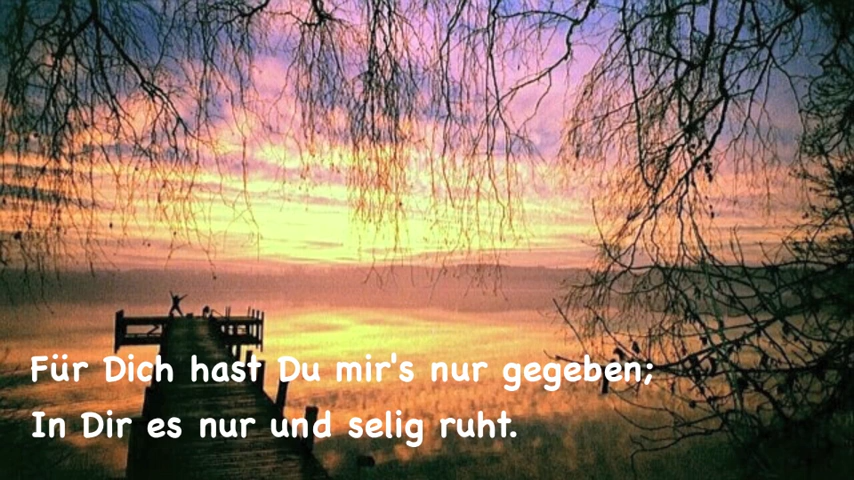 Für Dich hast Du mir's nur gegeben;
In Dir es nur und selig ruht.